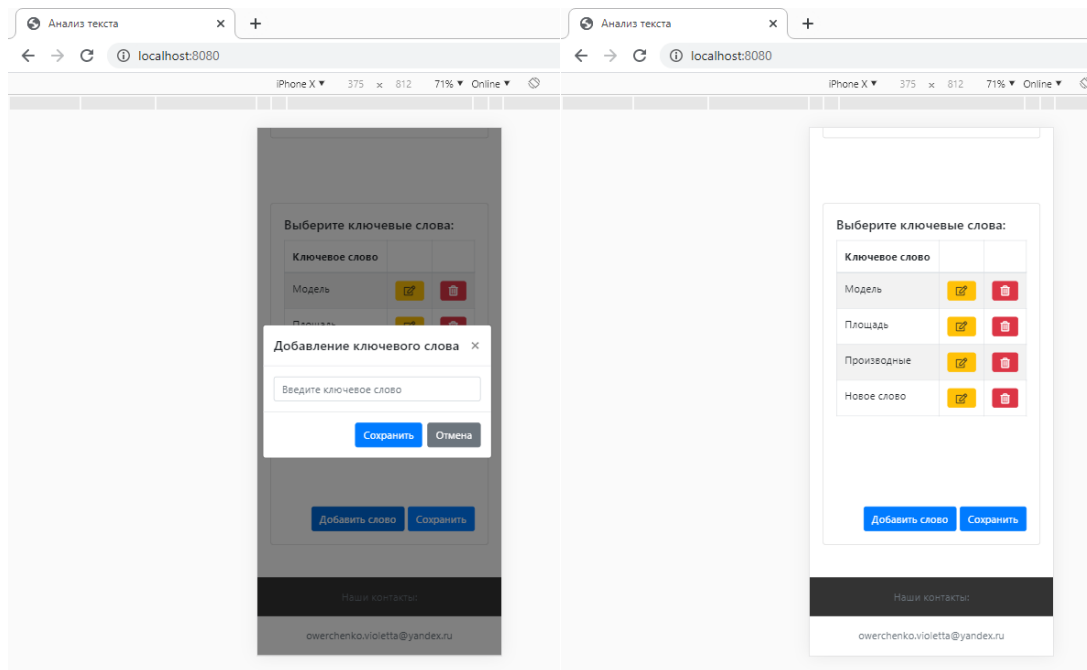 Анализ текста
localhost:8080
iPhone X ▼ 375 × 812 71% ▼ Online ▼
Выберите ключевые слова:
Ключевое слово
Модель
Площадь
Добавление ключевого слова ×
Введите ключевое слово
Сохранить Отмена
Добавить слово Сохранить
Наши контакты:
owerchenko.violetta@yandex.ru
Анализ текста
localhost:8080
iPhone X ▼ 375 × 812 71% ▼ Online ▼
Выберите ключевые слова:
Ключевое слово
Модель
Площадь
Производные
Новое слово
Добавить слово Сохранить
Наши контакты:
owerchenko.violetta@yandex.ru